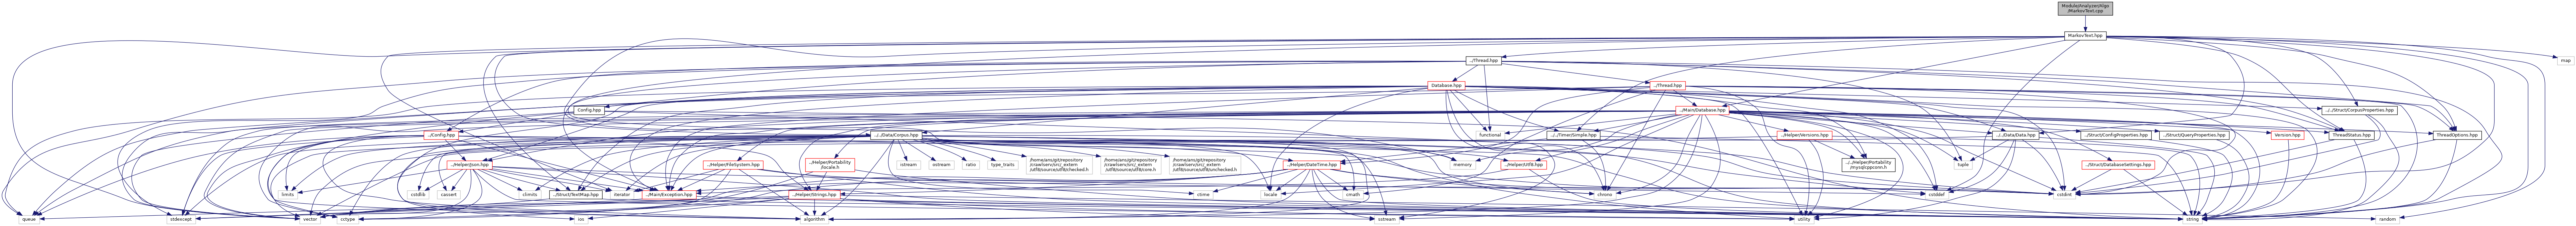 Module/Analyzer/Algo
/MarkovText.cpp
MarkovText.hpp
map
../Thread.hpp
Database.hpp
../Thread.hpp
Config.hpp
../Main/Database.hpp
../../Struct/CorpusProperties.hpp
../Config.hpp
../../Data/Corpus.hpp
functional
../../Timer/Simple.hpp
../Helper/Versions.hpp
../../Data/Data.hpp
../Struct/ConfigProperties.hpp
../Struct/QueryProperties.hpp
Version.hpp
ThreadStatus.hpp
ThreadOptions.hpp
../Helper/Json.hpp
../Helper/FileSystem.hpp
../Helper/Portability
/locale.h
istream
ostream
ratio
type_traits
/home/ans/git/repository
/crawlserv/src/_extern
/utf8/source/utf8/checked.h
/home/ans/git/repository
/crawlserv/src/_extern
/utf8/source/utf8/core.h
/home/ans/git/repository
/crawlserv/src/_extern
/utf8/source/utf8/unchecked.h
../Helper/DateTime.hpp
memory
../Helper/Utf8.hpp
../../Helper/Portability
/mysqlcppconn.h
tuple
../Struct/DatabaseSettings.hpp
limits
cstdlib
cassert
climits
../Struct/TextMap.hpp
iterator
../Main/Exception.hpp
../Helper/Strings.hpp
ctime
locale
cmath
chrono
cstddef
cstdint
queue
stdexcept
vector
cctype
ios
algorithm
sstream
utility
string
random